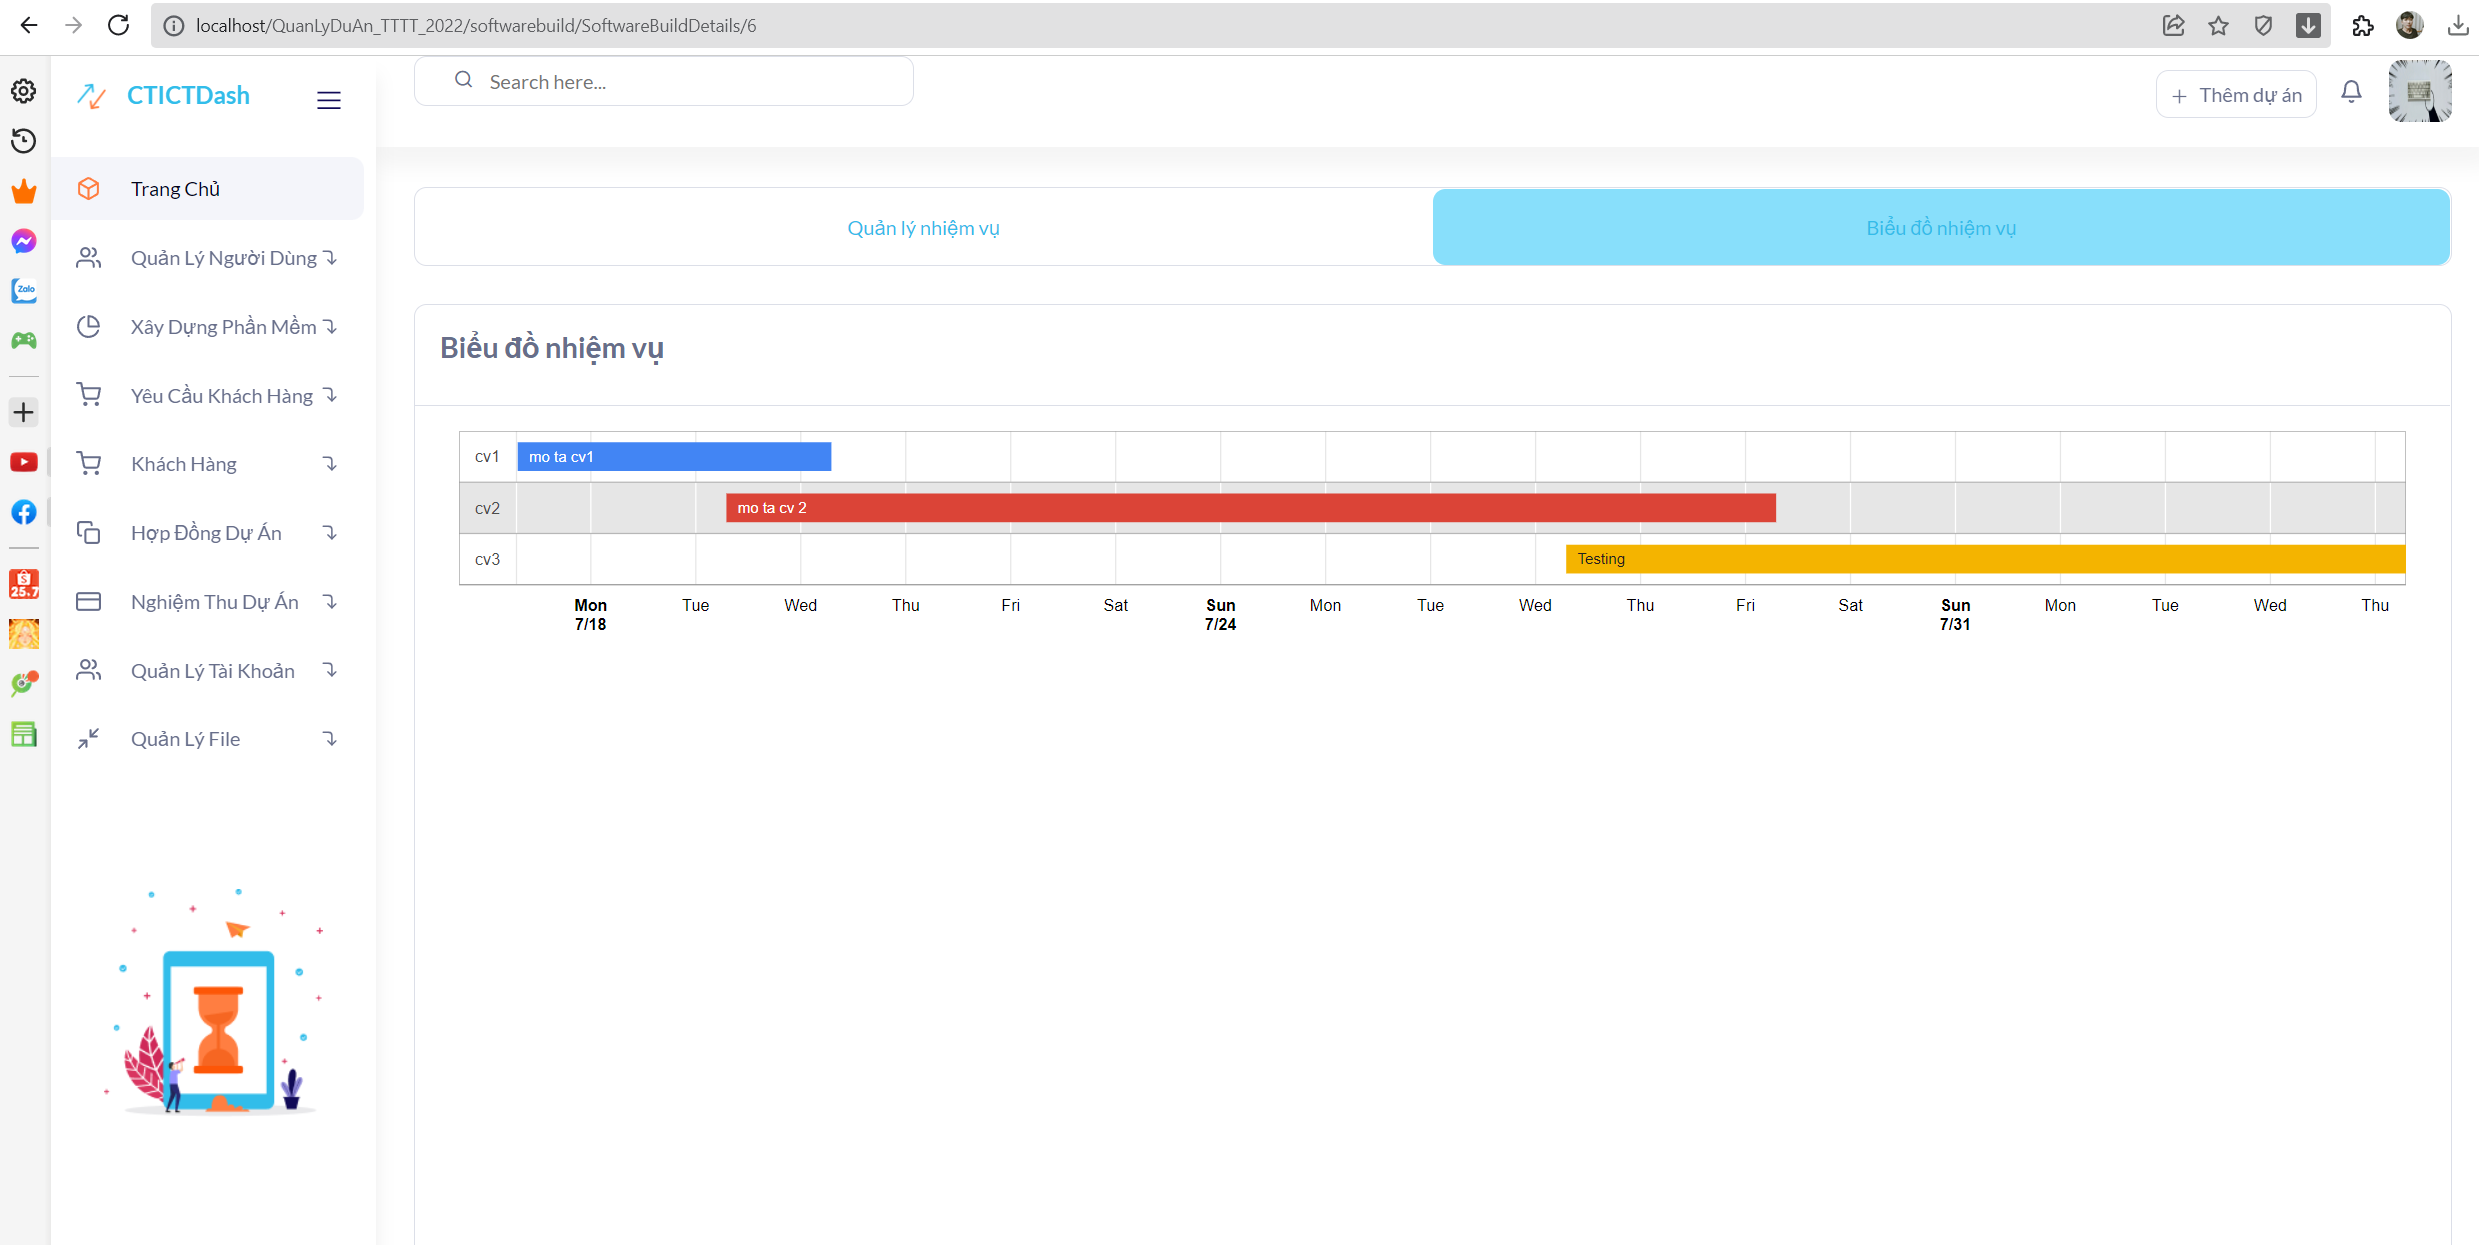 localhost/QuanLyDuAn_TTTT_2022/softwarebuild/SoftwareBuildDetails/6
CTICTDash
Search here...
Thêm dự án
Trang Chủ
Quản Lý Người Dùng
Xây Dựng Phần Mềm
Yêu Cầu Khách Hàng
Khách Hàng
Hợp Đồng Dự Án
Nghiệm Thu Dự Án
Quản Lý Tài Khoản
Quản Lý File
Zalo
25.7
Quản lý nhiệm vụ
Biểu đồ nhiệm vụ
Biểu đồ nhiệm vụ
cv1
mo ta cv1
cv2
mo ta cv 2
cv3
Testing
Mon Tue Wed Thu Fri Sat Sun Mon Tue Wed Thu Fri Sat Sun Mon Tue Wed Thu
7/18 7/24 7/31